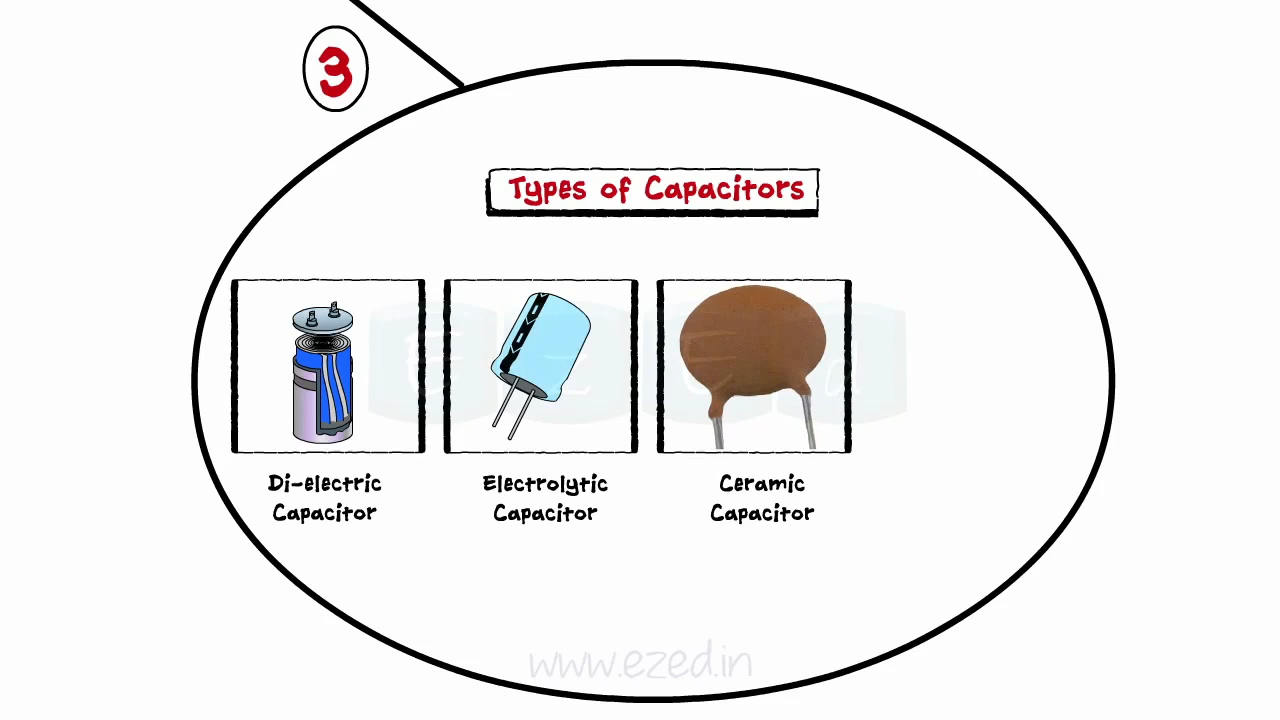 3
Types of Capacitors
Di-electric
Capacitor
Electrolytic
Capacitor
Ceramic
Capacitor
www.ezed.in